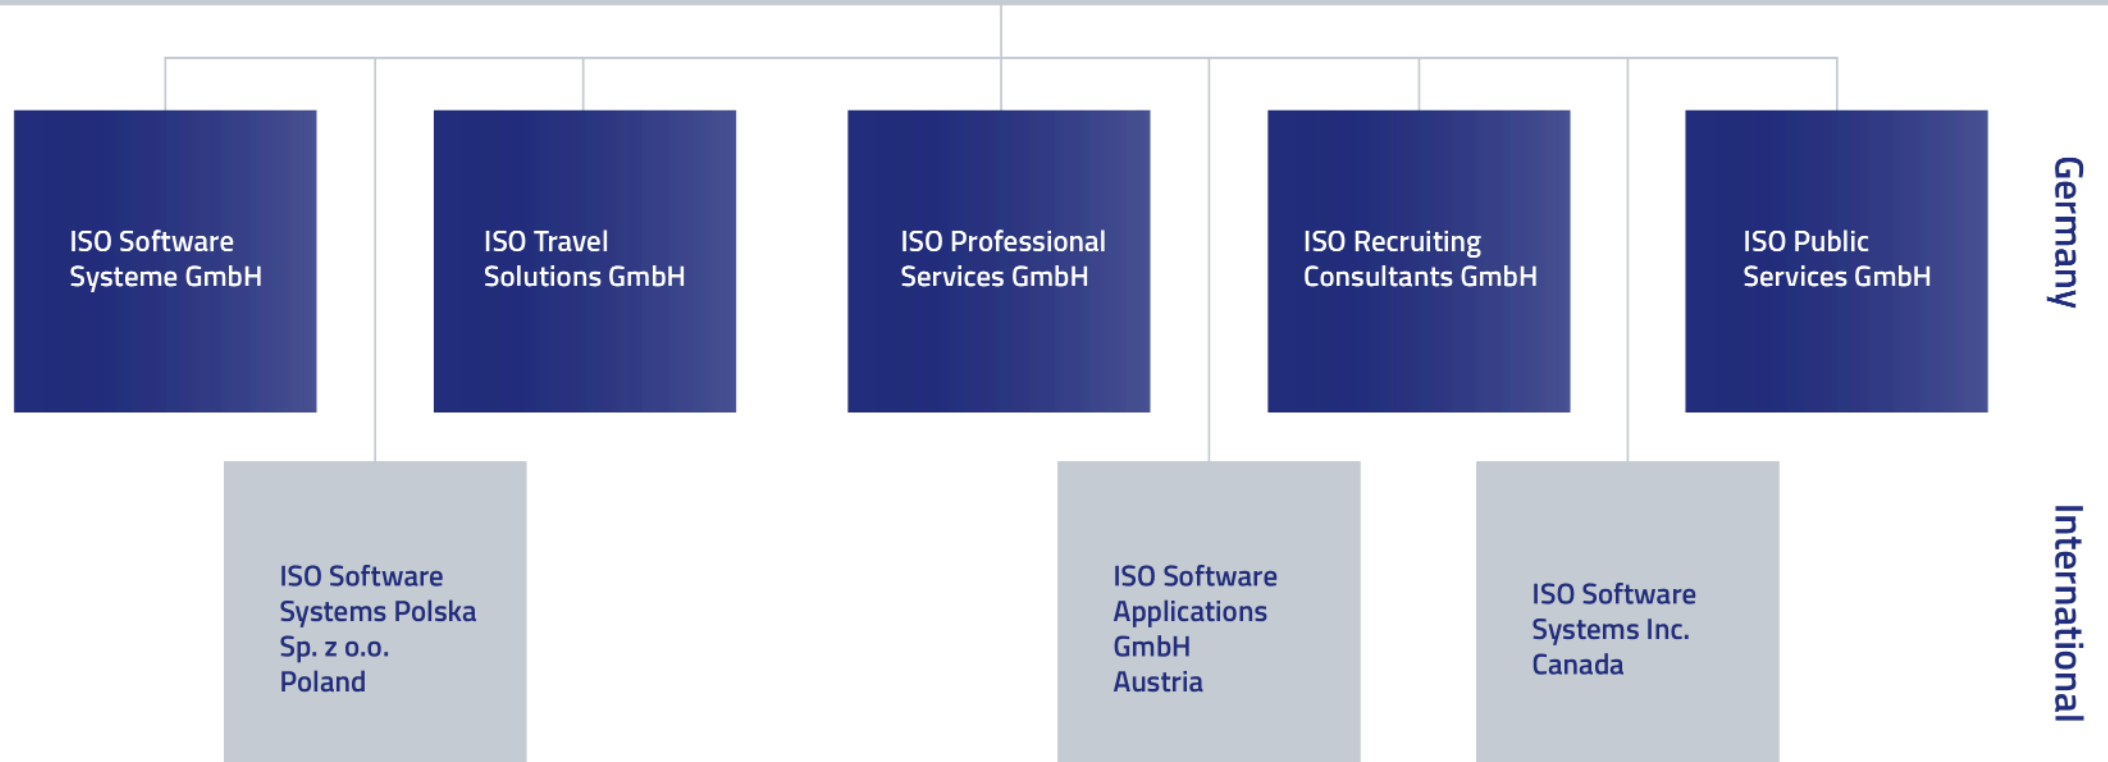 ISO Software
Systeme GmbH
ISO Travel
Solutions GmbH
ISO Professional
Services GmbH
ISO Recruiting
Consultants GmbH
ISO Public
Services GmbH
Germany
ISO Software
Systems Polska
Sp. z o.o.
Poland
ISO Software
Applications
GmbH
Austria
ISO Software
Systems Inc.
Canada
International